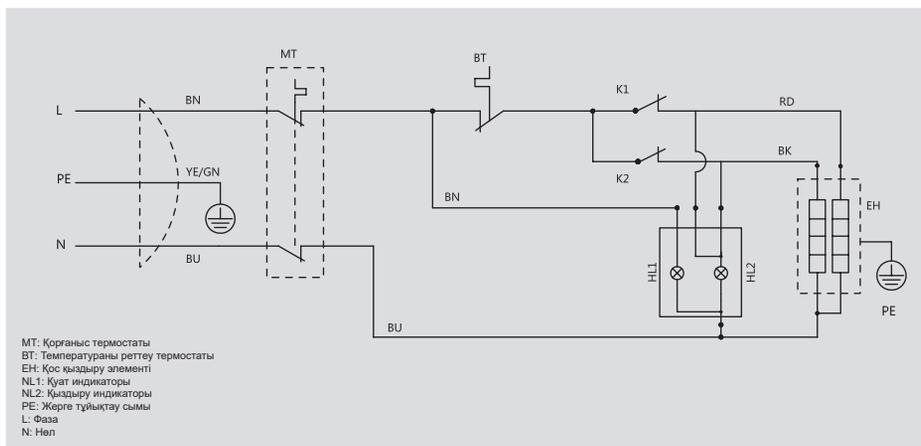 MT
BT
K1
L
BN
RD
BK
YE/GN
PE
K2
BN
EH
N
BU
HL1
HL2
PE
BU
MT: Қорғаныс термостаты
BT: Температураны реттеу термостаты
EH: Қос қыздыру элементі
NL1: Қуат индикаторы
NL2: Қыздыру индикаторы
PE: Жерге тұйықтау сымы
L: Фаза
N: Нөл